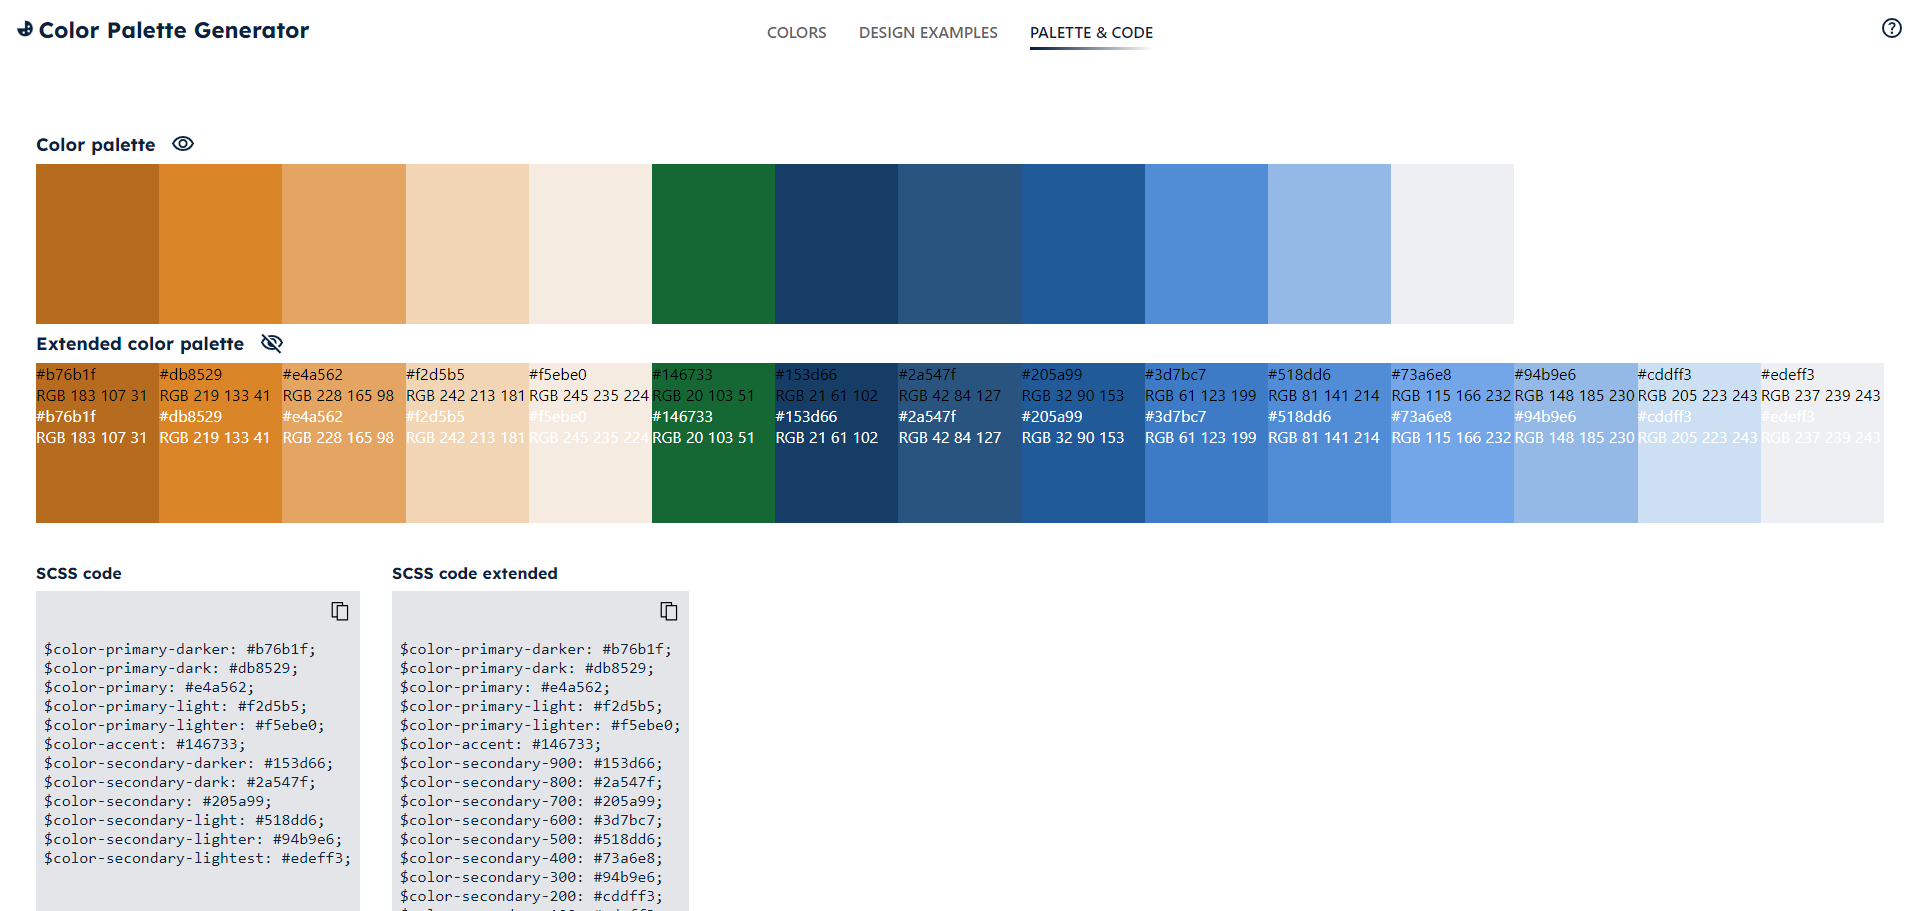 Color Palette Generator
COLORS
DESIGN EXAMPLES
PALETTE & CODE
Color palette
Extended color palette
#b76b1f #db8529 #e4a562 #f2d5b5 #f5ebe0 #146733 #153d66 #2a547f #205a99 #3d7bc7 #518dd6 #73a6e8 #94b9e6 #cddff3 #edeff3
RGB 183 107 31 RGB 219 133 41 RGB 228 165 98 RGB 242 213 181 RGB 245 235 224 RGB 20 103 51 RGB 21 61 102 RGB 42 84 127 RGB 32 90 153 RGB 61 123 199 RGB 81 141 214 RGB 115 166 232 RGB 148 185 230 RGB 205 223 243 RGB 237 239 243
#b76b1f #db8529 #e4a562 #f2d5b5 #f5ebe0 #146733 #153d66 #2a547f #205a99 #3d7bc7 #518dd6 #73a6e8 #94b9e6 #cddff3 #edeff3
RGB 183 107 31 RGB 219 133 41 RGB 228 165 98 RGB 242 213 181 RGB 245 235 224 RGB 20 103 51 RGB 21 61 102 RGB 42 84 127 RGB 32 90 153 RGB 61 123 199 RGB 81 141 214 RGB 115 166 232 RGB 148 185 230 RGB 205 223 243 RGB 237 239 243
SCSS code
$color-primary-darker: #b76b1f;
$color-primary-dark: #db8529;
$color-primary: #e4a562;
$color-primary-light: #f2d5b5;
$color-primary-lighter: #f5ebe0;
$color-accent: #146733;
$color-secondary-darker: #153d66;
$color-secondary-dark: #2a547f;
$color-secondary: #205a99;
$color-secondary-light: #518dd6;
$color-secondary-lighter: #94b9e6;
$color-secondary-lightest: #edeff3;
SCSS code extended
$color-primary-darker: #b76b1f;
$color-primary-dark: #db8529;
$color-primary: #e4a562;
$color-primary-light: #f2d5b5;
$color-primary-lighter: #f5ebe0;
$color-accent: #146733;
$color-secondary-900: #153d66;
$color-secondary-800: #2a547f;
$color-secondary-700: #205a99;
$color-secondary-600: #3d7bc7;
$color-secondary-500: #518dd6;
$color-secondary-400: #73a6e8;
$color-secondary-300: #94b9e6;
$color-secondary-200: #cddff3;